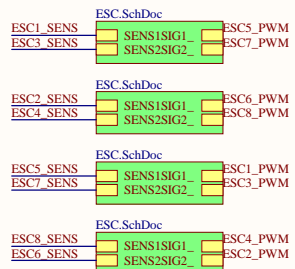 ESC.SchDoc
ESC1_SENS SENS1SIG1_ ESC5_PWM
ESC3_SENS SENS2SIG2_ ESC7_PWM
ESC.SchDoc
ESC2_SENS SENS1SIG1_ ESC6_PWM
ESC4_SENS SENS2SIG2_ ESC8_PWM
ESC.SchDoc
ESC5_SENS SENS1SIG1_ ESC1_PWM
ESC7_SENS SENS2SIG2_ ESC3_PWM
ESC.SchDoc
ESC8_SENS SENS1SIG1_ ESC4_PWM
ESC6_SENS SENS2SIG2_ ESC2_PWM